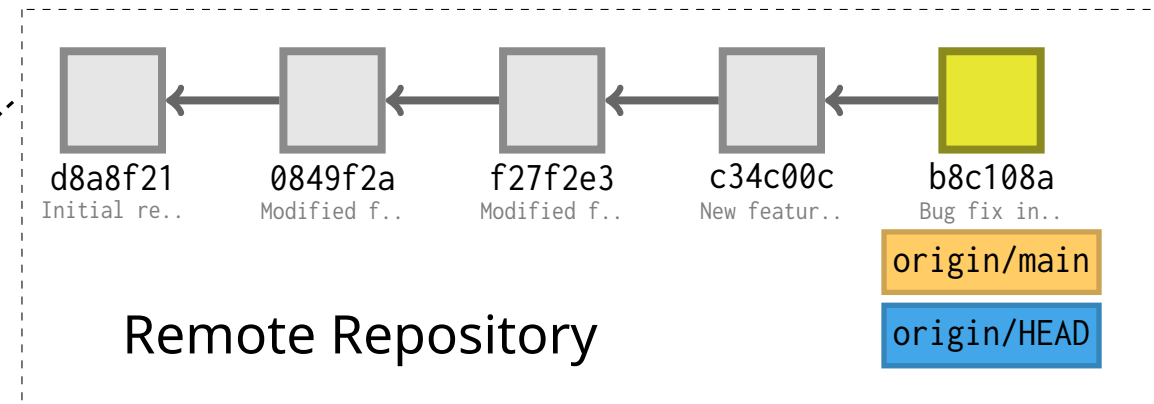 d8a8f21 0849f2a f27f2e3 c34c00c b8c108a
Initial re.. Modified f.. Modified f.. New featur.. Bug fix in..
origin/main
Remote Repository
origin/HEAD